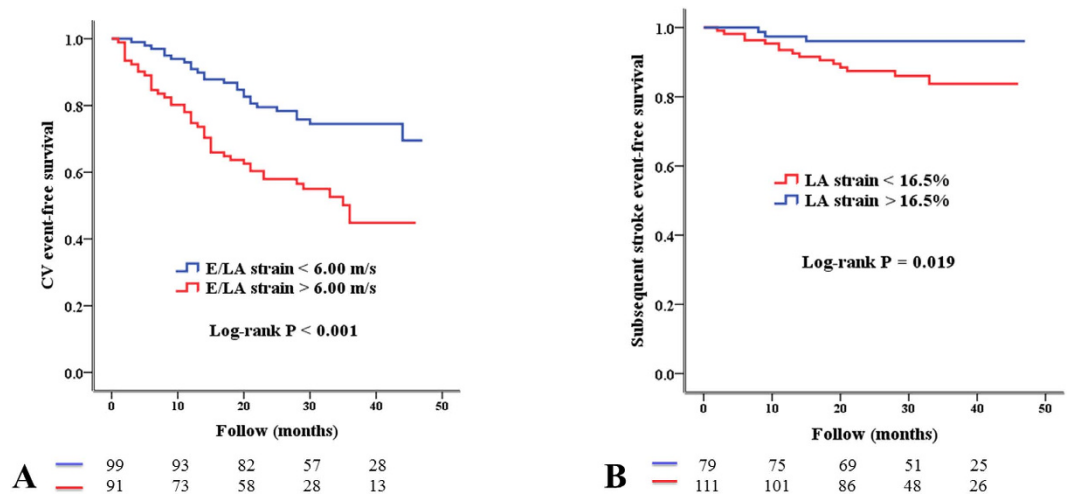 CV event-free survival
1.0
0.8
0.6
0.4
0.2
0.0
E/LA strain < 6.00 m/s
E/LA strain > 6.00 m/s
Log-rank P < 0.001
0 10 20 30 40 50
Follow (months)
A
99 93 82 57 28
91 73 58 28 13
Subsequent stroke event-free survival
1.0
0.8
0.6
0.4
0.2
0.0
LA strain < 16.5%
LA strain > 16.5%
Log-rank P = 0.019
0 10 20 30 40 50
Follow (months)
B
79 75 69 51 25
111 101 86 48 26